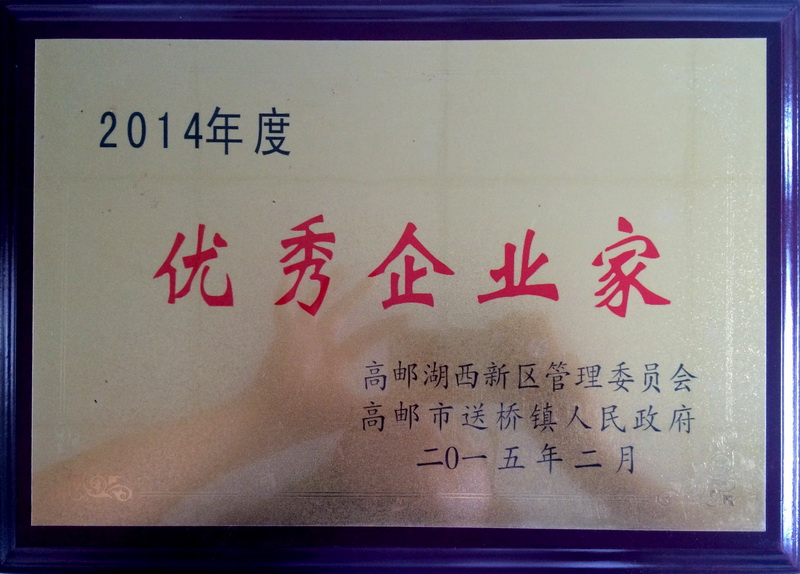 2014年度
优秀企业家
高邮湖西新区管理委员会
高邮市送桥镇人民政府
二0一五年二月